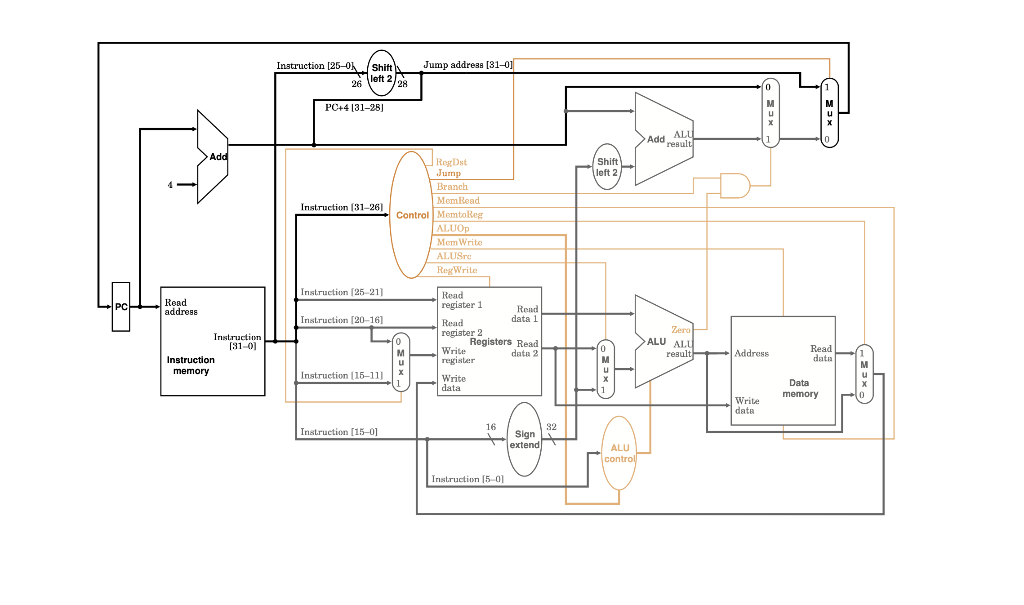 Instruction [25–0]
Shift
left 2
Jump address [31–0]
26
28
PC+4 [31–28]
Add
4
0
M
u
x
1
1
M
u
x
0
Add
ALU
result
Shift
left 2
RegDst
Jump
Branch
MemRead
MemtoReg
ALUOp
MemWrite
ALUSrc
RegWrite
Control
Instruction [31–26]
PC
Read
address
Instruction
[31–0]
Instruction
memory
Instruction [25–21]
Instruction [20–16]
Instruction [15–11]
0
M
u
x
1
Read
register 1
Read
register 2
Write
register
Write
data
Registers
Read
data 1
Read
data 2
0
M
u
x
1
Zero
ALU
ALU
result
Address
Write
data
Read
data
Data
memory
1
M
u
x
0
Instruction [15–0]
16
Sign
extend
32
ALU
control
Instruction [5–0]